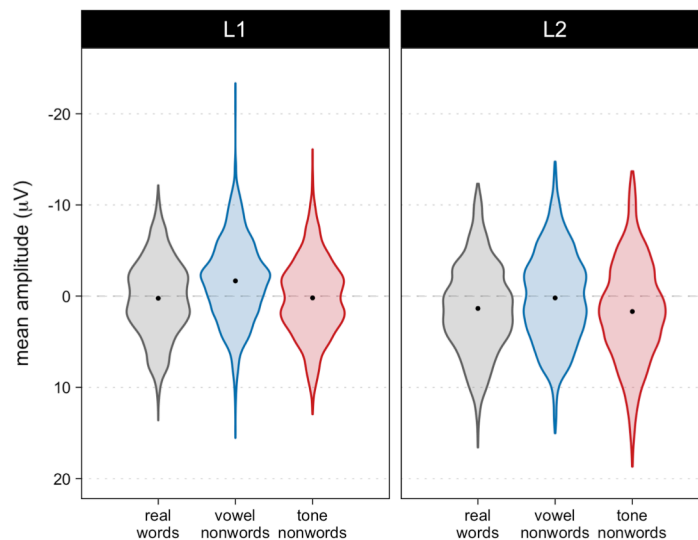 L1
L2
mean amplitude (μV)
-20
-10
0
10
20
real
words
vowel
nonwords
tone
nonwords
real
words
vowel
nonwords
tone
nonwords